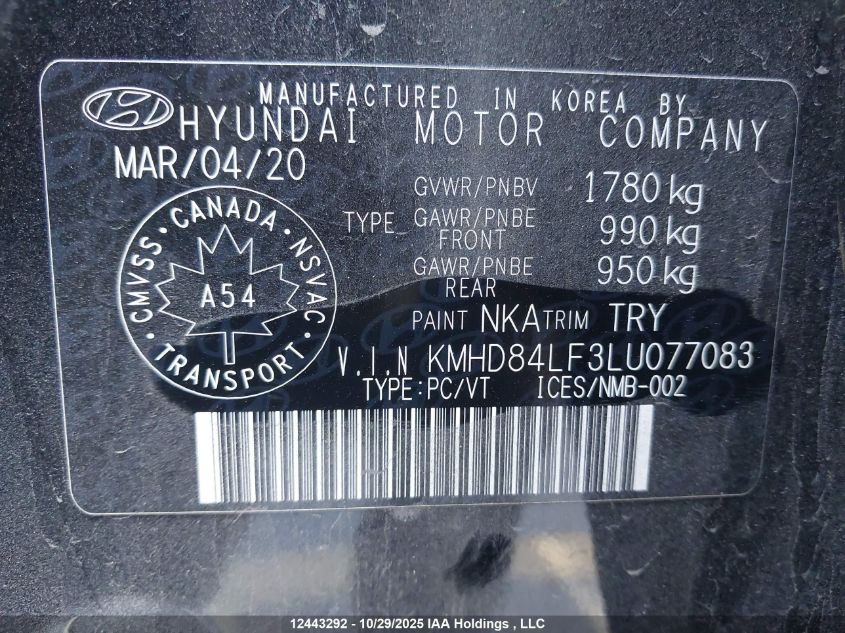 MANUFACTURED IN KOREA BY
HYUNDAI MOTOR COMPANY
MAR/04/20
GVWR/PNBV 1780 kg
TYPE GAWR/PNBE FRONT 990 kg
GAWR/PNBE REAR 950 kg
PAINT NKA TRIM TRY
V.I.N KMHD84LF3LU077083
TYPE:PC/VT ICES/NMB-002
CANADA
CMVSS · NSVAC
A54
TRANSPORT
12443292 - 10/29/2025 IAA Holdings , LLC